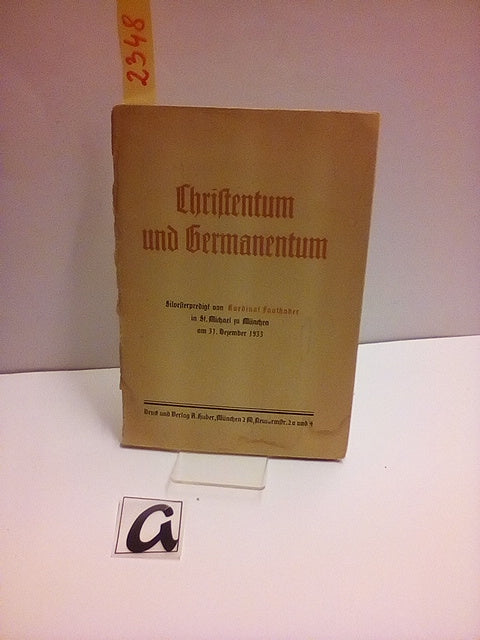 2348
Christentum
und Germanentum
Silvesterpredigt von Kardinal Faulhaber
in St. Michael zu München
am 31. Dezember 1933
Druck und Verlag A. Huber, München 2 M, Neuturmstr. 2a und 4
a